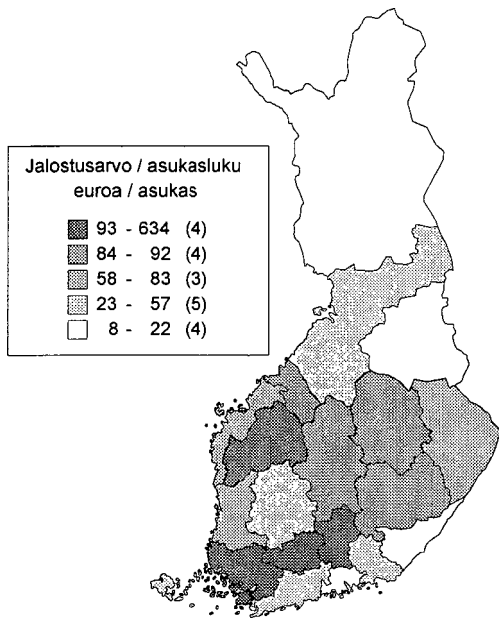 Jalostusarvo / asukasluku
euroa / asukas
93 - 634 (4)
84 - 92 (4)
58 - 83 (3)
23 - 57 (5)
8 - 22 (4)